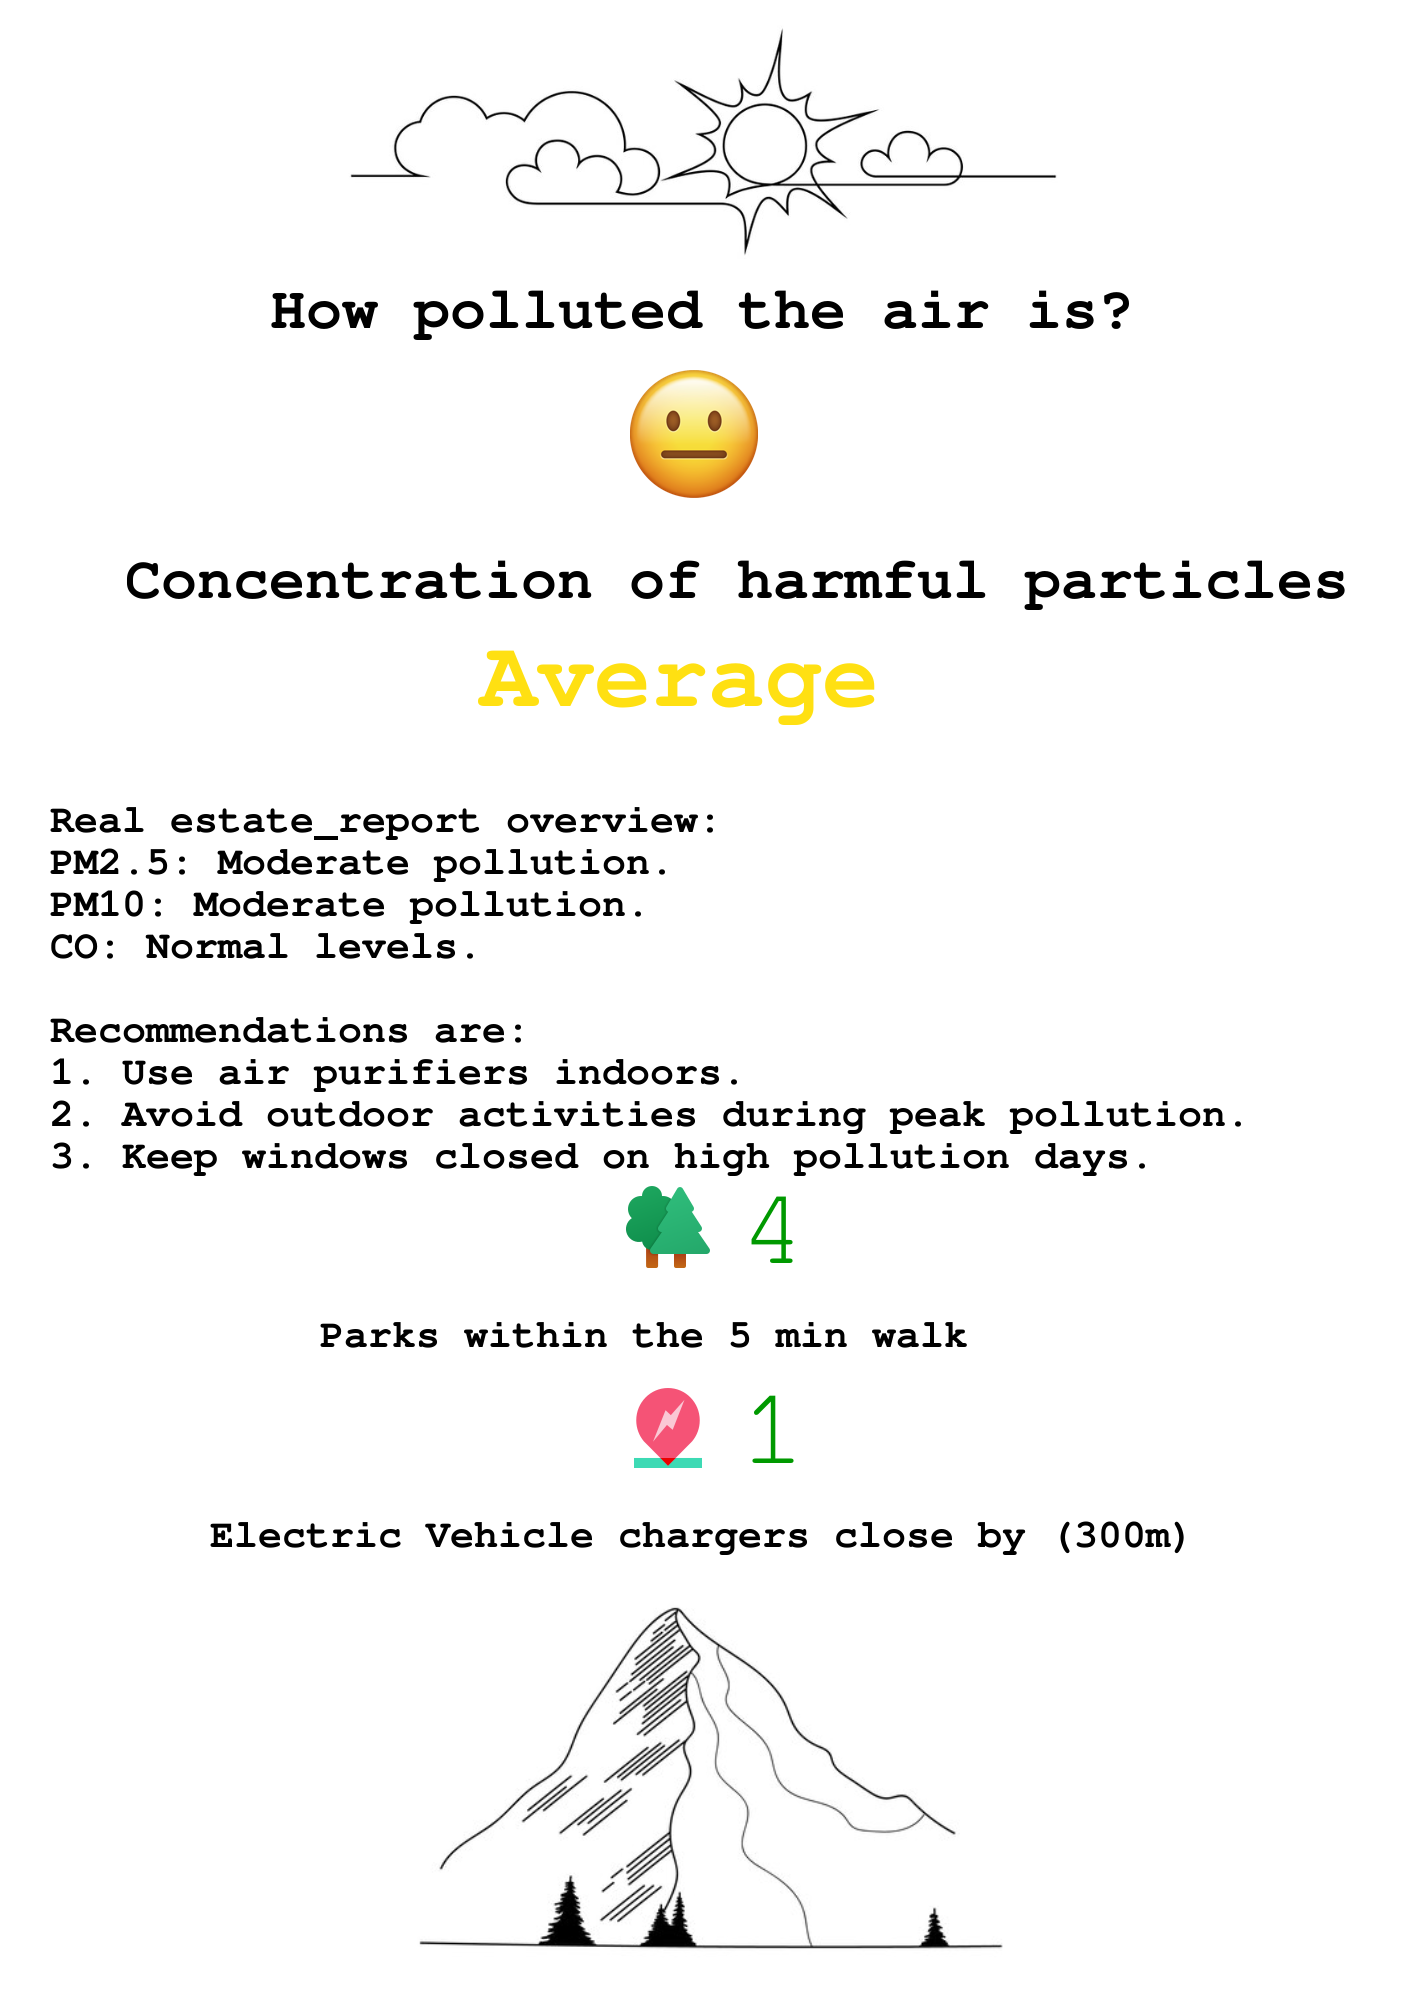 How polluted the air is?
Concentration of harmful particles
Average
Real estate_report overview:
PM2.5: Moderate pollution.
PM10: Moderate pollution.
CO: Normal levels.
Recommendations are:
1. Use air purifiers indoors.
2. Avoid outdoor activities during peak pollution.
3. Keep windows closed on high pollution days.
4
Parks within the 5 min walk
1
Electric Vehicle chargers close by (300m)